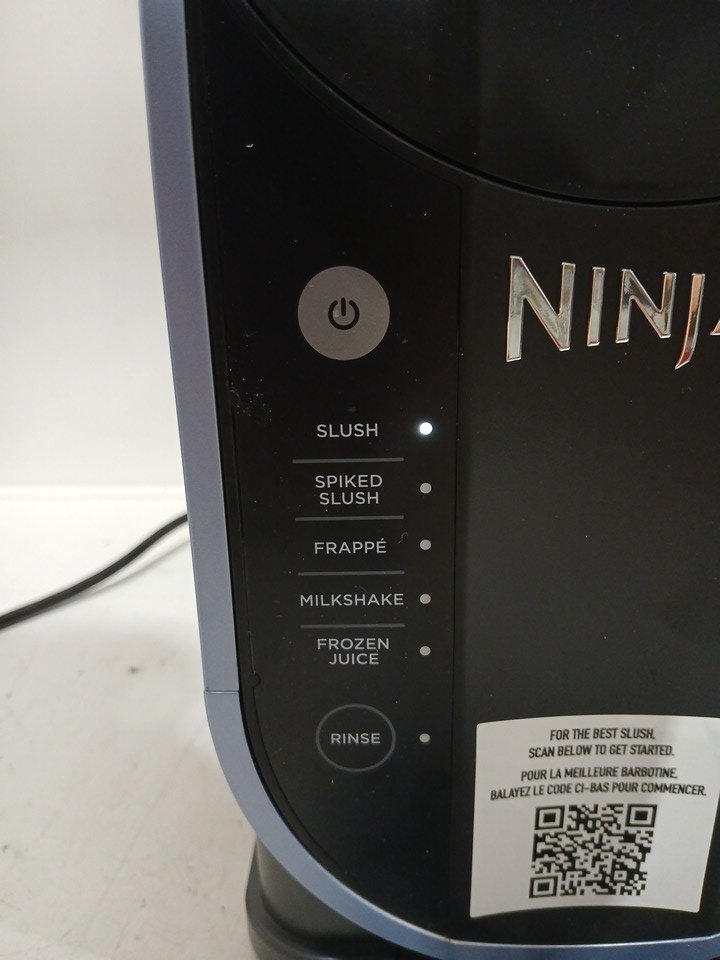 NINJ
SLUSH
SPIKED
SLUSH
FRAPPÉ
MILKSHAKE
FROZEN
JUICE
RINSE
FOR THE BEST SLUSH,
SCAN BELOW TO GET STARTED.
POUR LA MEILLEURE BARBOTINE,
BALAYEZ LE CODE CI-BAS POUR COMMENCER.